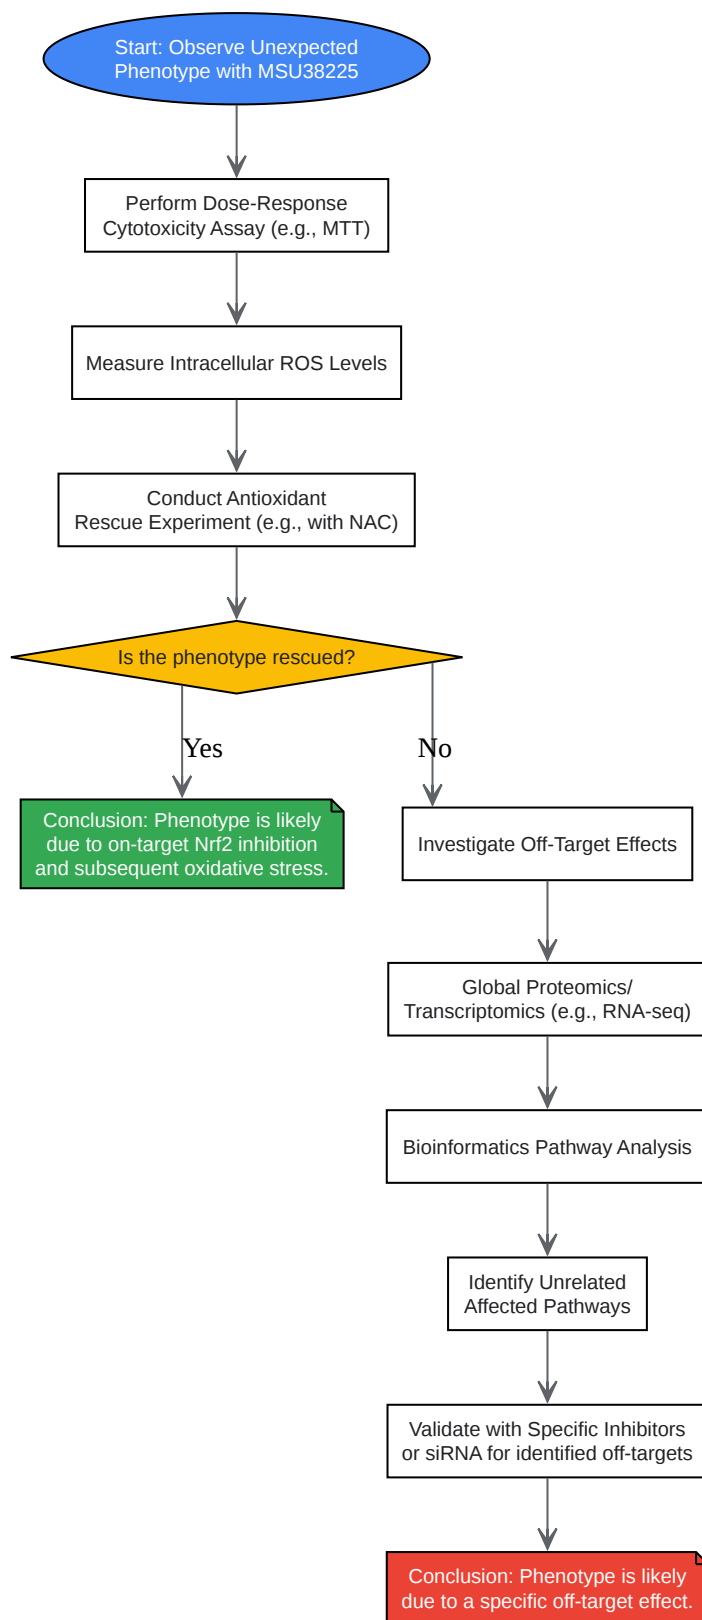 Start: Observe Unexpected
Phenotype with MSU38225
Perform Dose-Response
Cytotoxicity Assay (e.g., MTT)
Measure Intracellular ROS Levels
Conduct Antioxidant
Rescue Experiment (e.g., with NAC)
Is the phenotype rescued?
Yes
No
Conclusion: Phenotype is likely
due to on-target Nrf2 inhibition
and subsequent oxidative stress.
Investigate Off-Target Effects
Global Proteomics/
Transcriptomics (e.g., RNA-seq)
Bioinformatics Pathway Analysis
Identify Unrelated
Affected Pathways
Validate with Specific Inhibitors
or siRNA for identified off-targets
Conclusion: Phenotype is likely
due to a specific off-target effect.